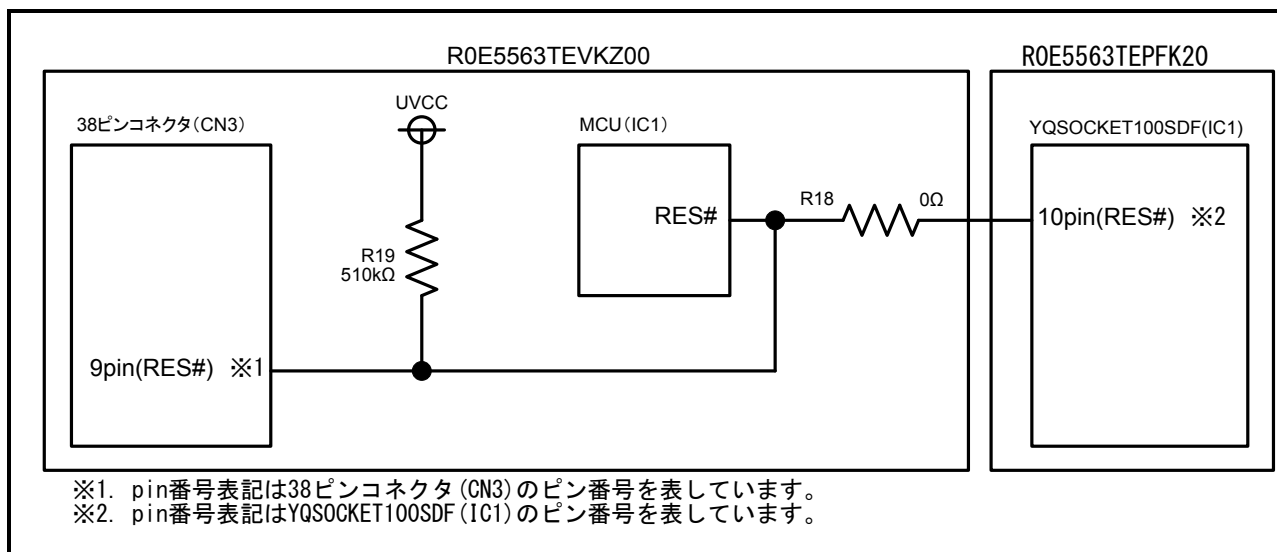 R0E5563TEVKZ00
R0E5563TEPFK20
38ピンコネクタ(CN3)
UVCC
MCU(IC1)
YQSOCKET100SDF(IC1)
RES#
R18
0Ω
10pin(RES#) ※2
R19
510kΩ
9pin(RES#) ※1
※1. pin番号表記は38ピンコネクタ(CN3)のピン番号を表しています。
※2. pin番号表記はYQSOCKET100SDF(IC1)のピン番号を表しています。